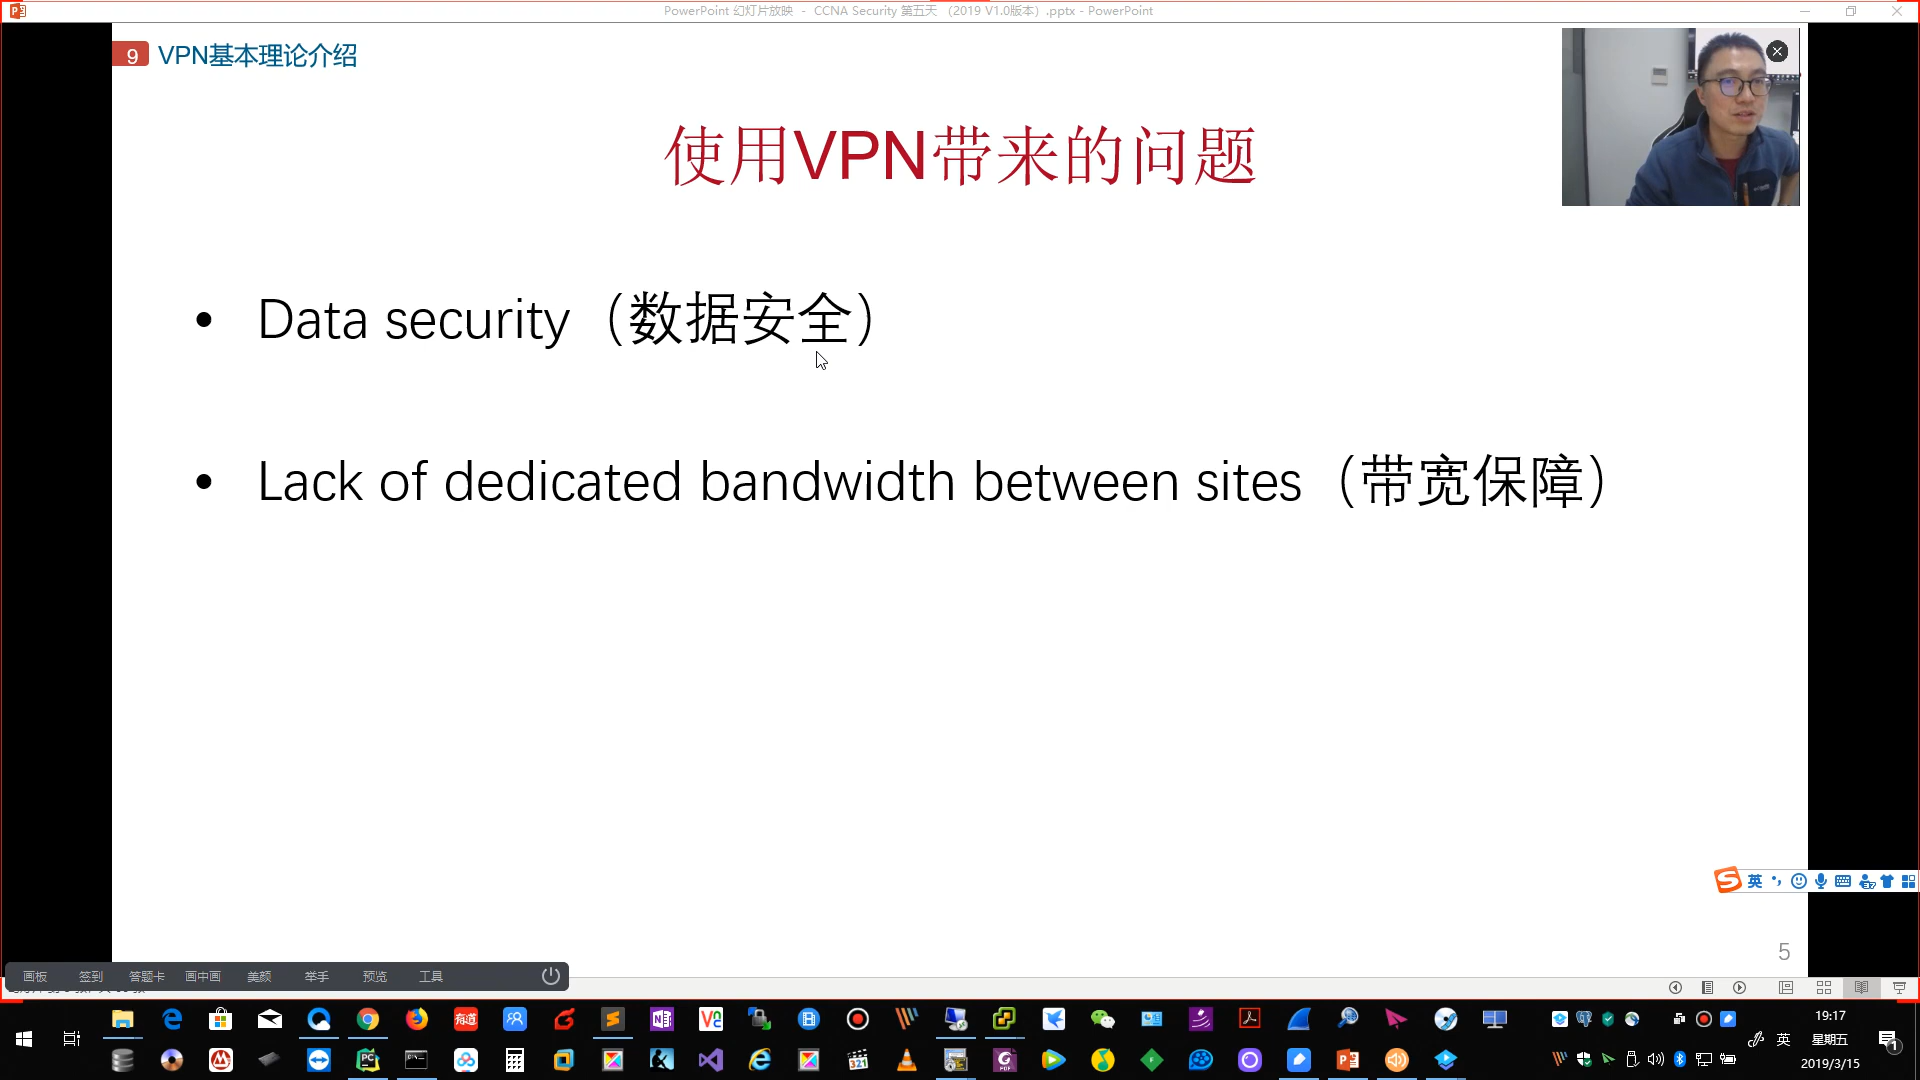 PowerPoint 幻灯片放映 - CCNA Security 第五天 （2019 V1.0版本）.pptx - PowerPoint
9 VPN基本理论介绍
使用VPN带来的问题
• Data security（数据安全）
• Lack of dedicated bandwidth between sites（带宽保障）
英
5
画板 签到 答题卡 画中画 美颜 举手 预览 工具
有道
19:17
英 星期五
2019/3/15